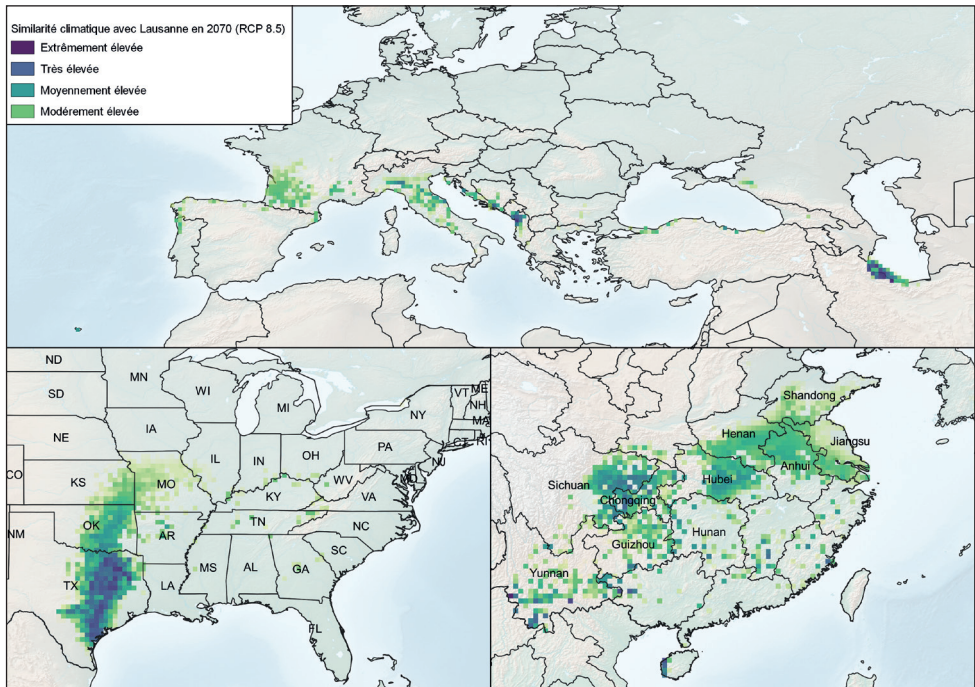 Similarité climatique avec Lausanne en 2070 (RCP 8.5)
Extrêmement élevée
Très élevée
Moyennement élevée
Modérement élevée
ND
MN
SD
WI
MI
VT
ME
NH
NY
MA
CT
RI
IA
NE
PA
NJ
OH
IL
IN
MD
CO
WV
KS
MO
VA
KY
NC
TN
OK
AR
NM
SC
MS
AL
GA
TX
LA
FL
Shandong
Henan
Jiangsu
Anhui
Sichuan
Hubei
Chongqing
Hunan
Guizhou
Yunnan